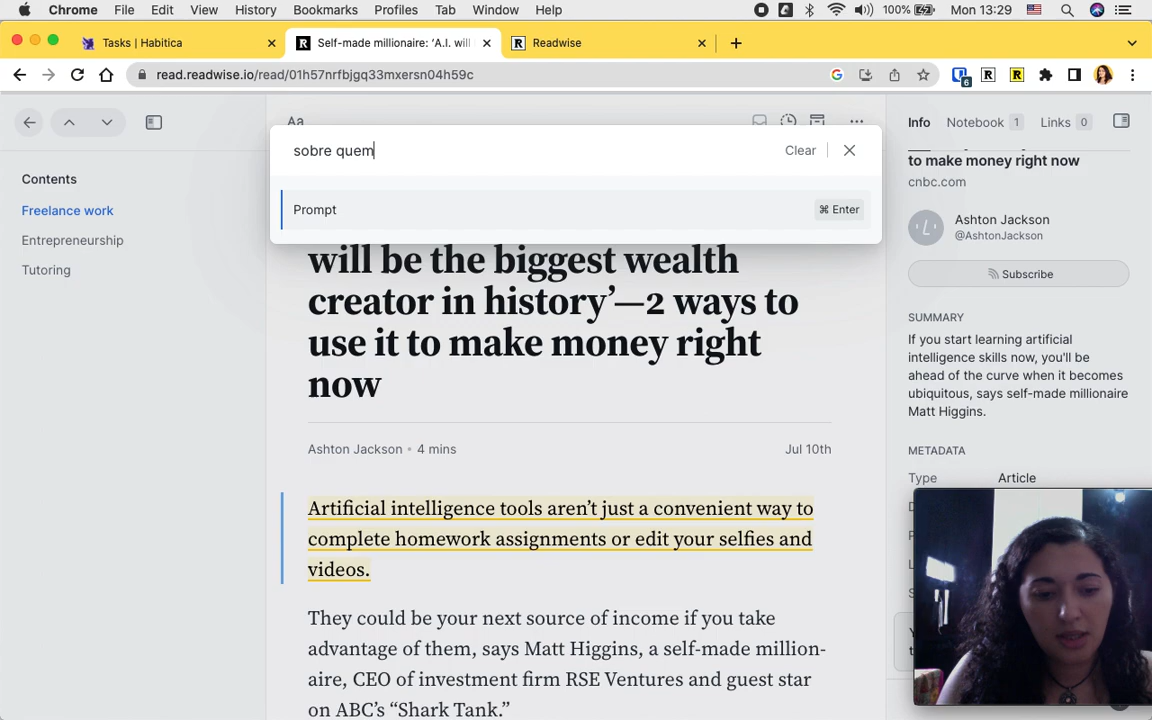 Chrome File Edit View History Bookmarks Profiles Tab Window Help 100% Mon 13:29
Tasks | Habitica
Self-made millionaire: ‘A.I. wil
Readwise
read.readwise.io/read/01h57nrfbjgq33mxersn04h59c
6
Aa
Info Notebook 1 Links 0
sobre quem
Clear
Prompt
⌘ Enter
Contents
Freelance work
Entrepreneurship
Tutoring
will be the biggest wealth
creator in history’—2 ways to
use it to make money right
now
Ashton Jackson • 4 mins
Jul 10th
Artificial intelligence tools aren’t just a convenient way to
complete homework assignments or edit your selfies and
videos.
They could be your next source of income if you take
advantage of them, says Matt Higgins, a self-made million-
aire, CEO of investment firm RSE Ventures and guest star
on ABC’s “Shark Tank.”
to make money right now
cnbc.com
Ashton Jackson
@AshtonJackson
Subscribe
SUMMARY
If you start learning artificial
intelligence skills now, you'll be
ahead of the curve when it becomes
ubiquitous, says self-made millionaire
Matt Higgins.
METADATA
Type Article